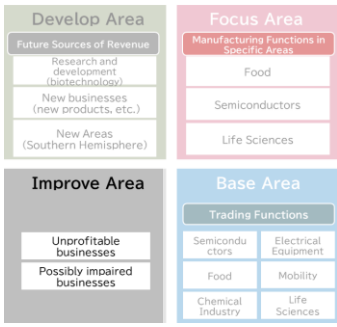 Develop Area
Future Sources of Revenue
Research and
development
(biotechnology)
New businesses
(new products, etc.)
New Areas
(Southern Hemisphere)
Focus Area
Manufacturing Functions in
Specific Areas
Food
Semiconductors
Life Sciences
Improve Area
Unprofitable
businesses
Possibly impaired
businesses
Base Area
Trading Functions
Semicondu
ctors
Electrical
Equipment
Food
Mobility
Chemical
Industry
Life
Sciences